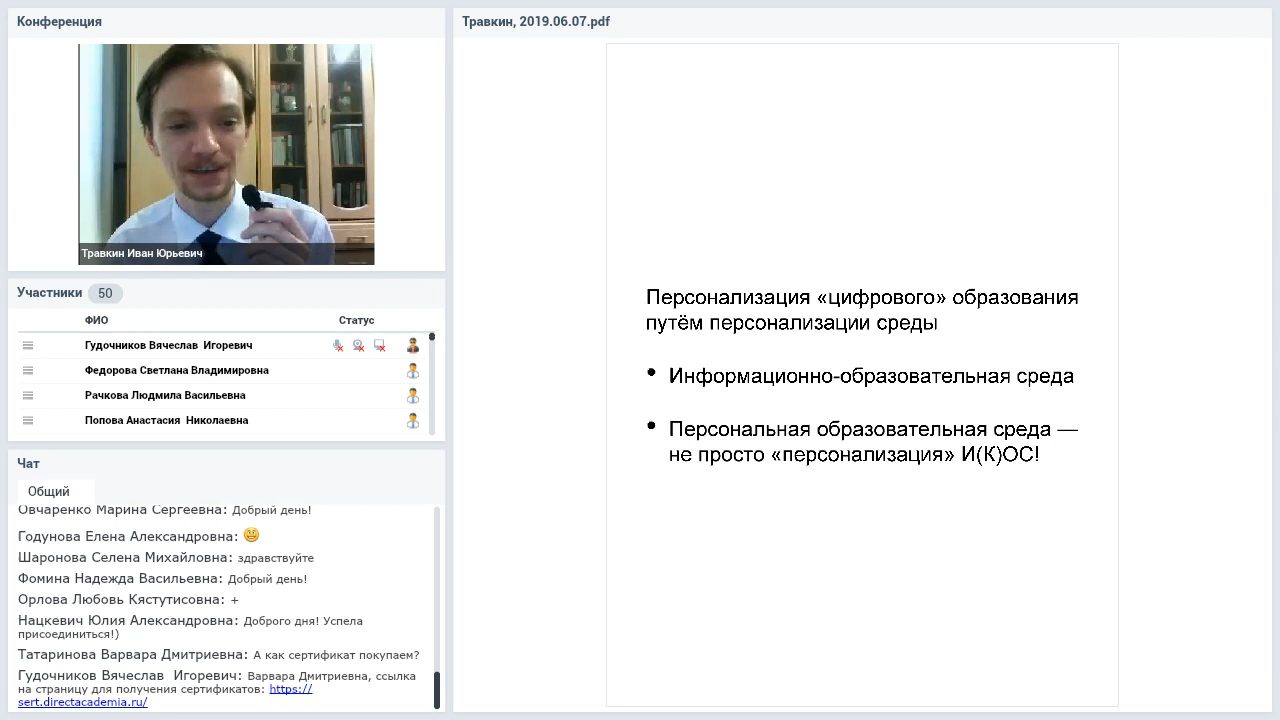 Конференция
Травкин Иван Юрьевич
Участники 50
ФИО Статус
Гудочников Вячеслав Игоревич
Федорова Светлана Владимировна
Рачкова Людмила Васильевна
Попова Анастасия Николаевна
Чат
Общий
Овчаренко Марина Сергеевна: Добрый день!
Годунова Елена Александровна:
Шаронова Селена Михайловна: здравствуйте
Фомина Надежда Васильевна: Добрый день!
Орлова Любовь Кястутисовна: +
Нацкевич Юлия Александровна: Доброго дня! Успела
присоединиться!)
Татаринова Варвара Дмитриевна: А как сертификат покупаем?
Гудочников Вячеслав Игоревич: Варвара Дмитриевна, ссылка
на страницу для получения сертификатов: https://
sert.directacademia.ru/
Травкин, 2019.06.07.pdf
Персонализация «цифрового» образования
путём персонализации среды
• Информационно-образовательная среда
• Персональная образовательная среда —
не просто «персонализация» И(К)ОС!